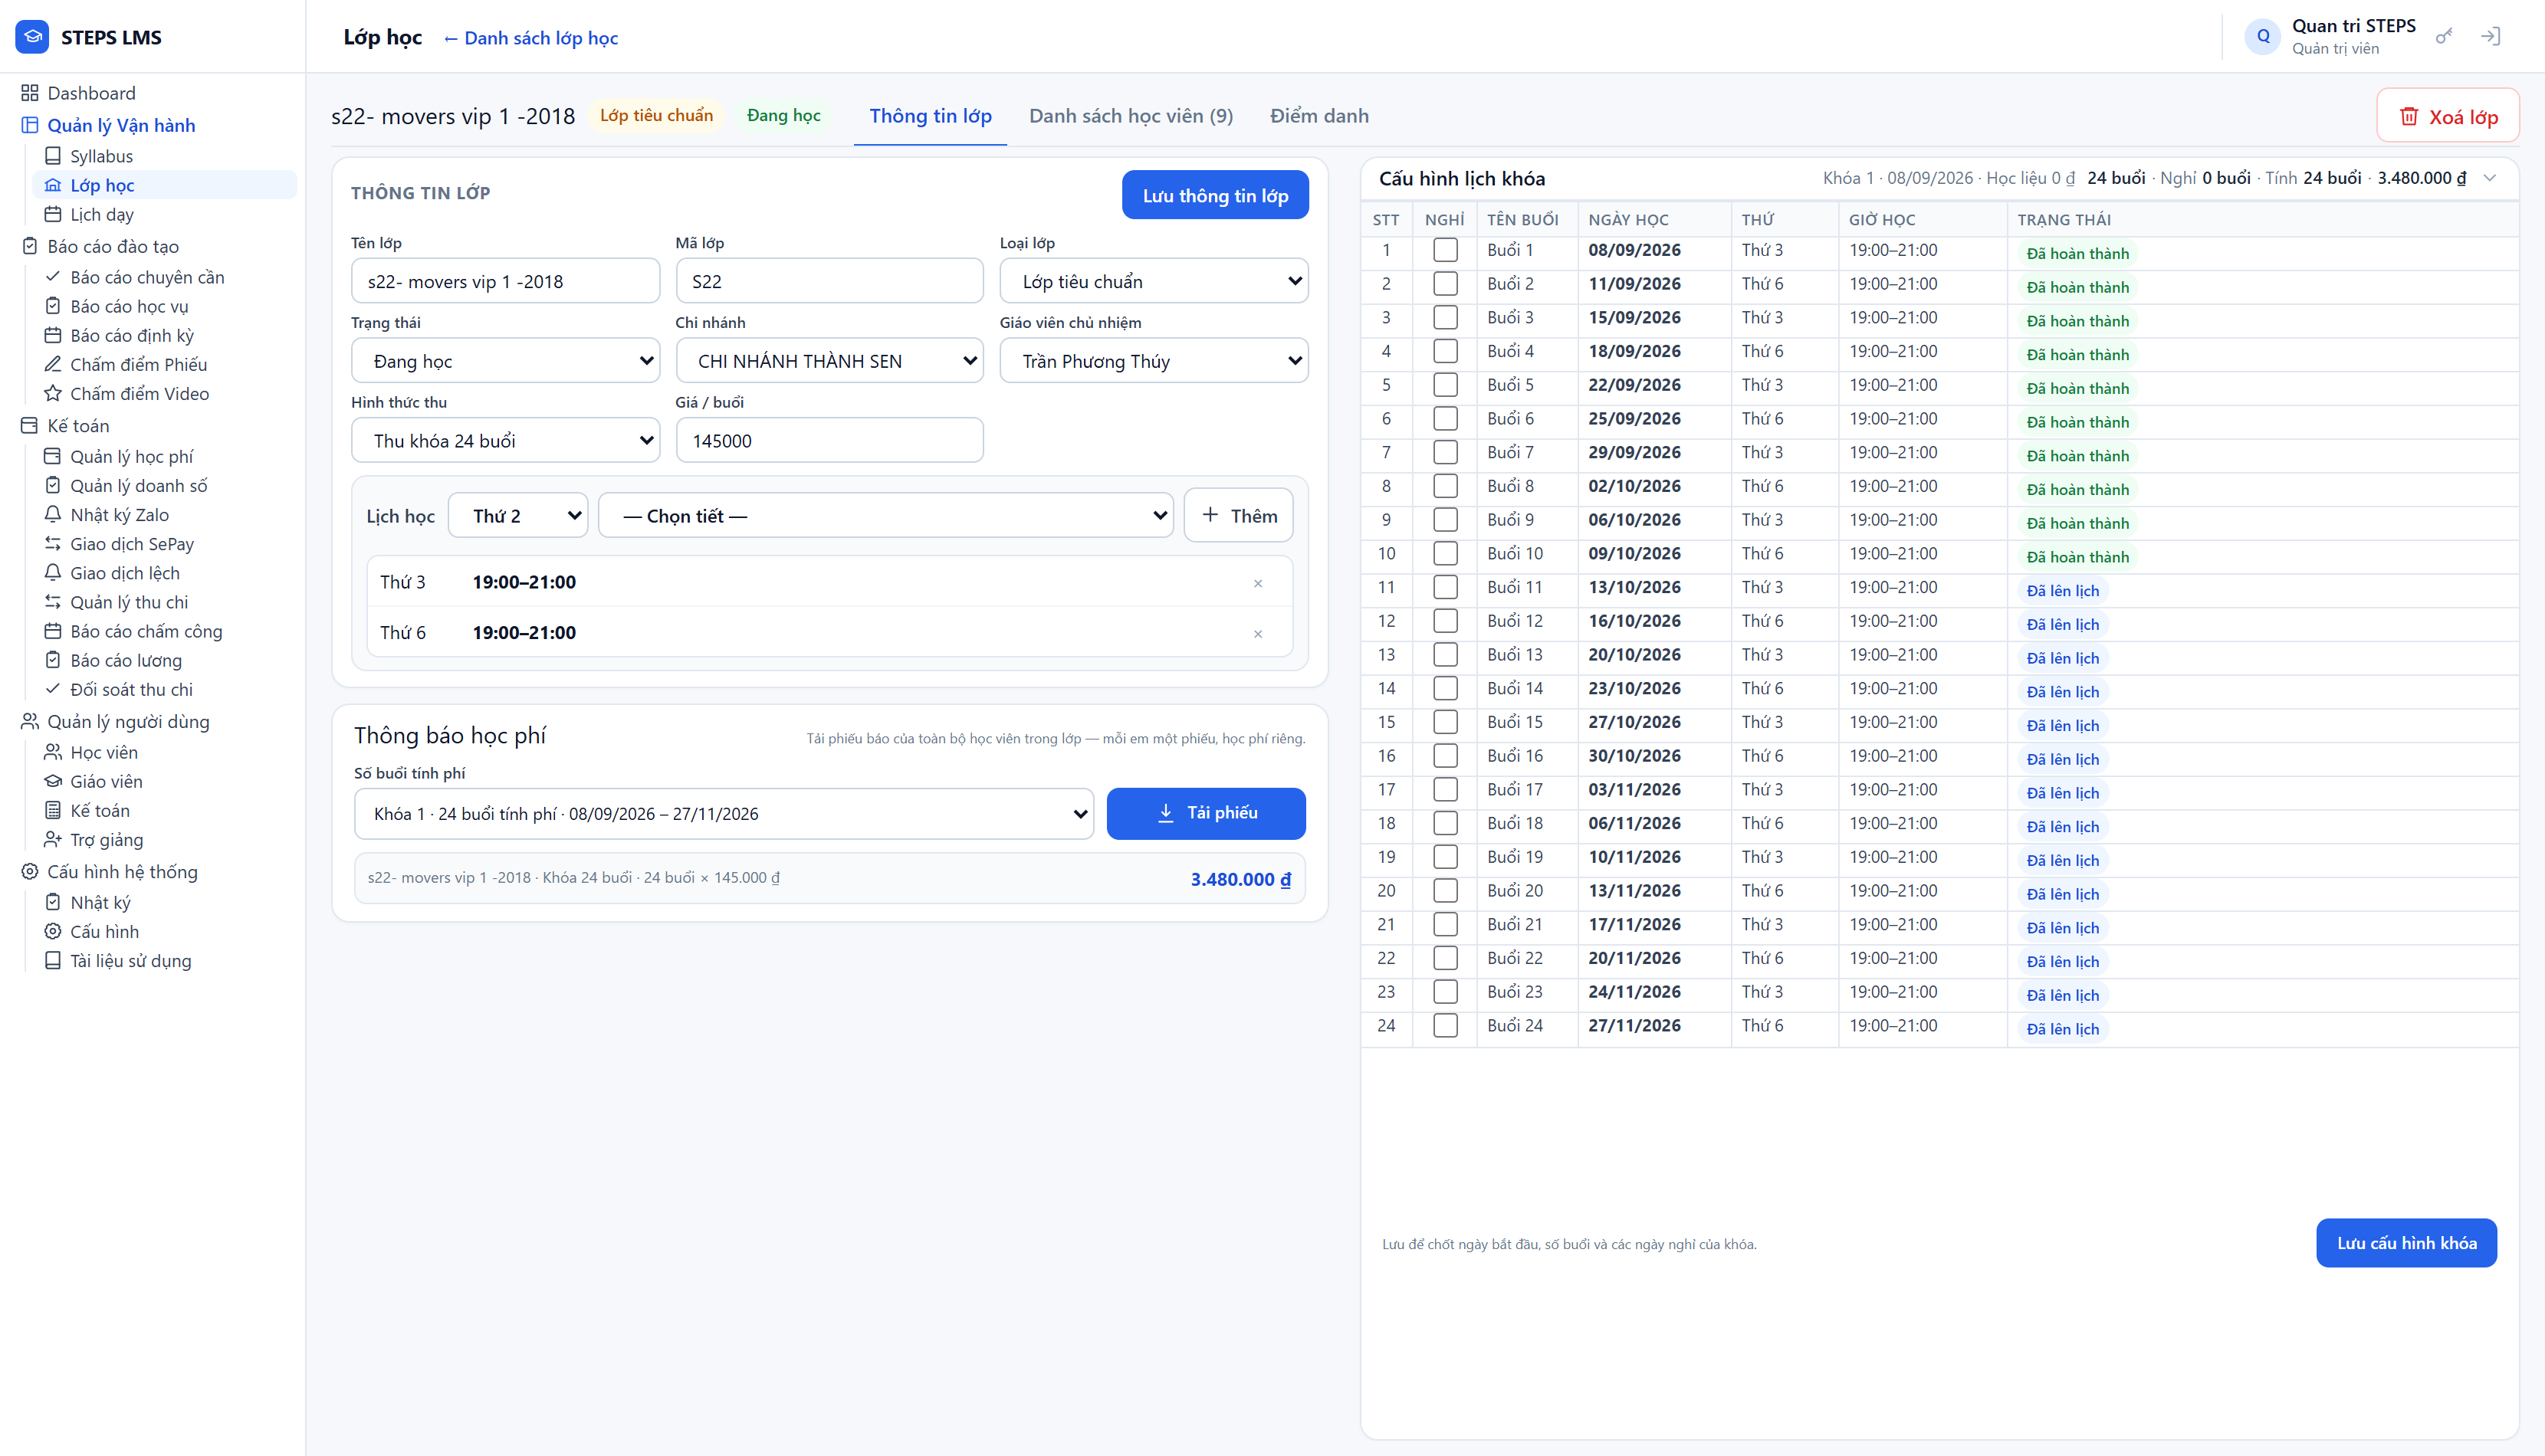 STEPS LMS
Lớp học ← Danh sách lớp học
Q Quan tri STEPS
Quản trị viên
Dashboard
Quản lý Vận hành
Syllabus
Lớp học
Lịch dạy
Báo cáo đào tạo
Báo cáo chuyên cần
Báo cáo học vụ
Báo cáo định kỳ
Chấm điểm Phiếu
Chấm điểm Video
Kế toán
Quản lý học phí
Quản lý doanh số
Nhật ký Zalo
Giao dịch SePay
Giao dịch lệch
Quản lý thu chi
Báo cáo chấm công
Báo cáo lương
Đối soát thu chi
Quản lý người dùng
Học viên
Giáo viên
Kế toán
Trợ giảng
Cấu hình hệ thống
Nhật ký
Cấu hình
Tài liệu sử dụng
s22- movers vip 1 -2018 Lớp tiêu chuẩn Đang học Thông tin lớp Danh sách học viên (9) Điểm danh Xoá lớp
THÔNG TIN LỚP Lưu thông tin lớp
Tên lớp Mã lớp Loại lớp
s22- movers vip 1 -2018 S22 Lớp tiêu chuẩn
Trạng thái Chi nhánh Giáo viên chủ nhiệm
Đang học CHI NHÁNH THÀNH SEN Trần Phương Thúy
Hình thức thu Giá / buổi
Thu khóa 24 buổi 145000
Lịch học Thứ 2 — Chọn tiết — + Thêm
Thứ 3 19:00–21:00 ×
Thứ 6 19:00–21:00 ×
Thông báo học phí Tải phiếu báo của toàn bộ học viên trong lớp — mỗi em một phiếu, học phí riêng.
Số buổi tính phí
Khóa 1 · 24 buổi tính phí · 08/09/2026 – 27/11/2026 Tải phiếu
s22- movers vip 1 -2018 · Khóa 24 buổi · 24 buổi × 145.000 ₫ 3.480.000 ₫
Cấu hình lịch khóa Khóa 1 · 08/09/2026 · Học liệu 0 ₫ 24 buổi · Nghỉ 0 buổi · Tính 24 buổi · 3.480.000 ₫
STT NGHỈ TÊN BUỔI NGÀY HỌC THỨ GIỜ HỌC TRẠNG THÁI
1 Buổi 1 08/09/2026 Thứ 3 19:00–21:00 Đã hoàn thành
2 Buổi 2 11/09/2026 Thứ 6 19:00–21:00 Đã hoàn thành
3 Buổi 3 15/09/2026 Thứ 3 19:00–21:00 Đã hoàn thành
4 Buổi 4 18/09/2026 Thứ 6 19:00–21:00 Đã hoàn thành
5 Buổi 5 22/09/2026 Thứ 3 19:00–21:00 Đã hoàn thành
6 Buổi 6 25/09/2026 Thứ 6 19:00–21:00 Đã hoàn thành
7 Buổi 7 29/09/2026 Thứ 3 19:00–21:00 Đã hoàn thành
8 Buổi 8 02/10/2026 Thứ 6 19:00–21:00 Đã hoàn thành
9 Buổi 9 06/10/2026 Thứ 3 19:00–21:00 Đã hoàn thành
10 Buổi 10 09/10/2026 Thứ 6 19:00–21:00 Đã hoàn thành
11 Buổi 11 13/10/2026 Thứ 3 19:00–21:00 Đã lên lịch
12 Buổi 12 16/10/2026 Thứ 6 19:00–21:00 Đã lên lịch
13 Buổi 13 20/10/2026 Thứ 3 19:00–21:00 Đã lên lịch
14 Buổi 14 23/10/2026 Thứ 6 19:00–21:00 Đã lên lịch
15 Buổi 15 27/10/2026 Thứ 3 19:00–21:00 Đã lên lịch
16 Buổi 16 30/10/2026 Thứ 6 19:00–21:00 Đã lên lịch
17 Buổi 17 03/11/2026 Thứ 3 19:00–21:00 Đã lên lịch
18 Buổi 18 06/11/2026 Thứ 6 19:00–21:00 Đã lên lịch
19 Buổi 19 10/11/2026 Thứ 3 19:00–21:00 Đã lên lịch
20 Buổi 20 13/11/2026 Thứ 6 19:00–21:00 Đã lên lịch
21 Buổi 21 17/11/2026 Thứ 3 19:00–21:00 Đã lên lịch
22 Buổi 22 20/11/2026 Thứ 6 19:00–21:00 Đã lên lịch
23 Buổi 23 24/11/2026 Thứ 3 19:00–21:00 Đã lên lịch
24 Buổi 24 27/11/2026 Thứ 6 19:00–21:00 Đã lên lịch
Lưu để chốt ngày bắt đầu, số buổi và các ngày nghỉ của khóa. Lưu cấu hình khóa